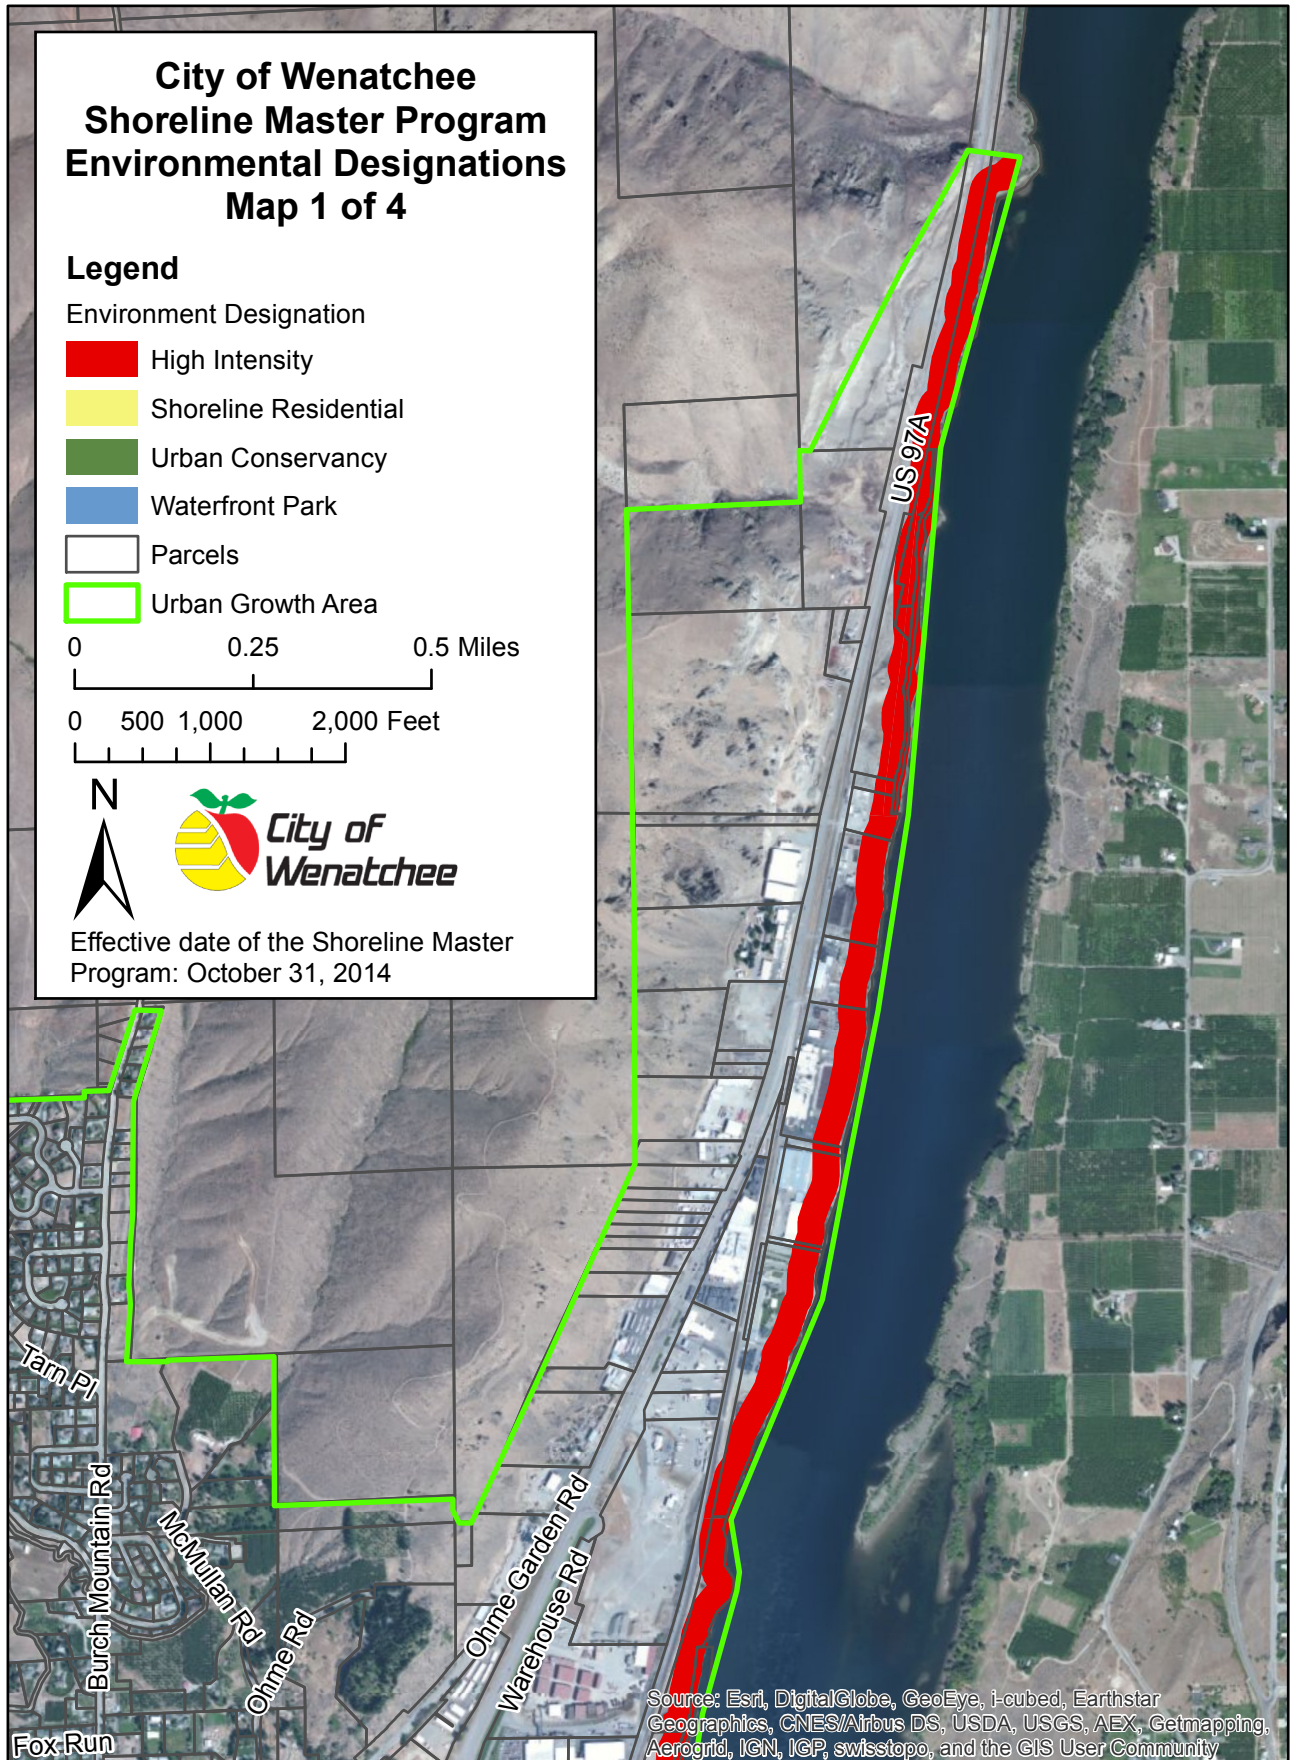 City of Wenatchee
Shoreline Master Program
Environmental Designations
Map 1 of 4
Legend
Environment Designation
High Intensity
Shoreline Residential
Urban Conservancy
Waterfront Park
Parcels
Urban Growth Area
0 0.25 0.5 Miles
0 500 1,000 2,000 Feet
N
City of
Wenatchee
Effective date of the Shoreline Master
Program: October 31, 2014
US 97A
Tarn Pl
Burch Mountain Rd
McMullan Rd
Ohme Rd
Ohme Garden Rd
Warehouse Rd
Fox Run
Source: Esri, DigitalGlobe, GeoEye, i-cubed, Earthstar
Geographics, CNES/Airbus DS, USDA, USGS, AEX, Getmapping,
Aerogrid, IGN, IGP, swisstopo, and the GIS User Community